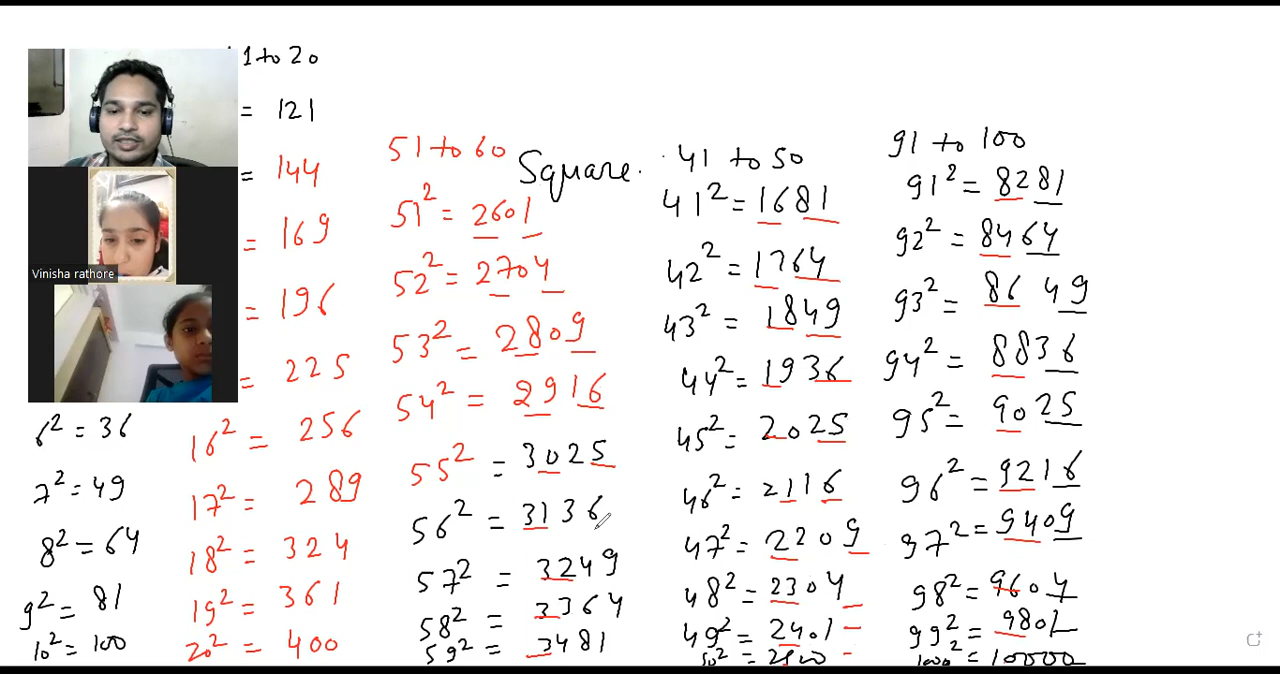 1 to 20
= 121
= 144
= 169
= 196
= 225
Vinisha rathore
6² = 36
7² = 49
8² = 64
9² = 81
10² = 100
16² = 256
17² = 289
18² = 324
19² = 361
20² = 400
51 to 60
51² = 2601
52² = 2704
53² = 2809
54² = 2916
55² = 3025
56² = 3136
57² = 3249
58² = 3364
59² = 3481
Square.
41 to 50
41² = 1681
42² = 1764
43² = 1849
44² = 1936
45² = 2025
46² = 2116
47² = 2209
48² = 2304
49² = 2401
50² =
91 to 100
91² = 8281
92² = 8464
93² = 8649
94² = 8836
95² = 9025
96² = 9216
97² = 9409
98² = 9604
99² = 9801
100² = 10000